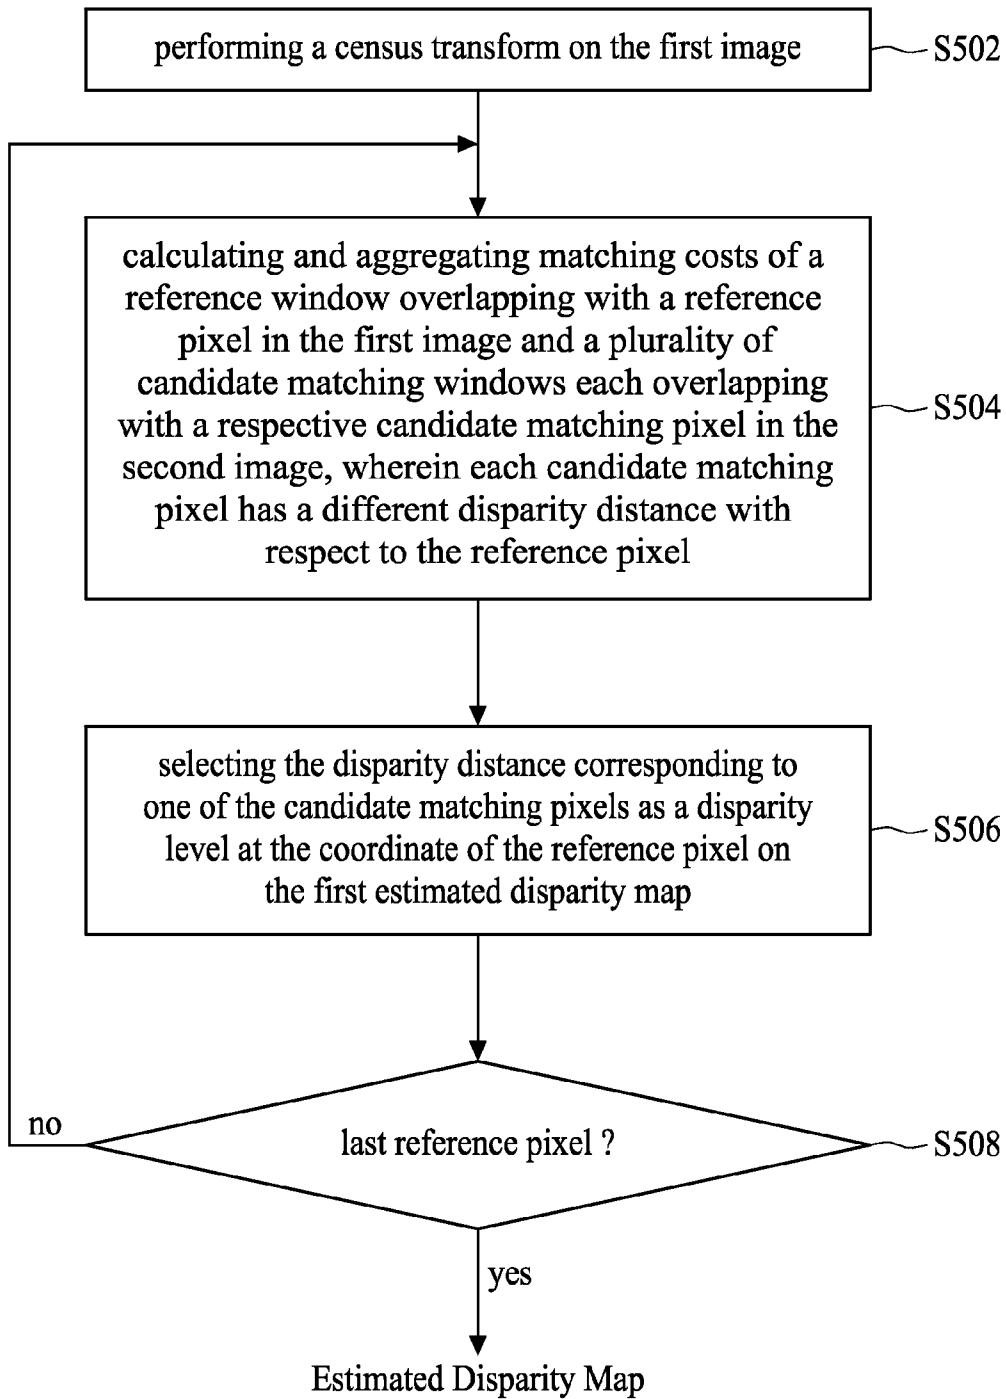 performing a census transform on the first image
S502
calculating and aggregating matching costs of a
reference window overlapping with a reference
pixel in the first image and a plurality of
candidate matching windows each overlapping
with a respective candidate matching pixel in the
second image, wherein each candidate matching
pixel has a different disparity distance with
respect to the reference pixel
S504
selecting the disparity distance corresponding to
one of the candidate matching pixels as a disparity
level at the coordinate of the reference pixel on
the first estimated disparity map
S506
no
last reference pixel ?
S508
yes
Estimated Disparity Map